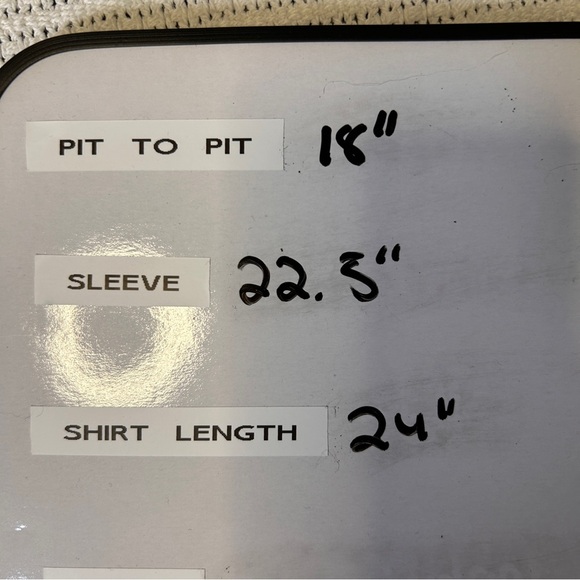 PIT TO PIT 18"
SLEEVE 22.5"
SHIRT LENGTH 24"